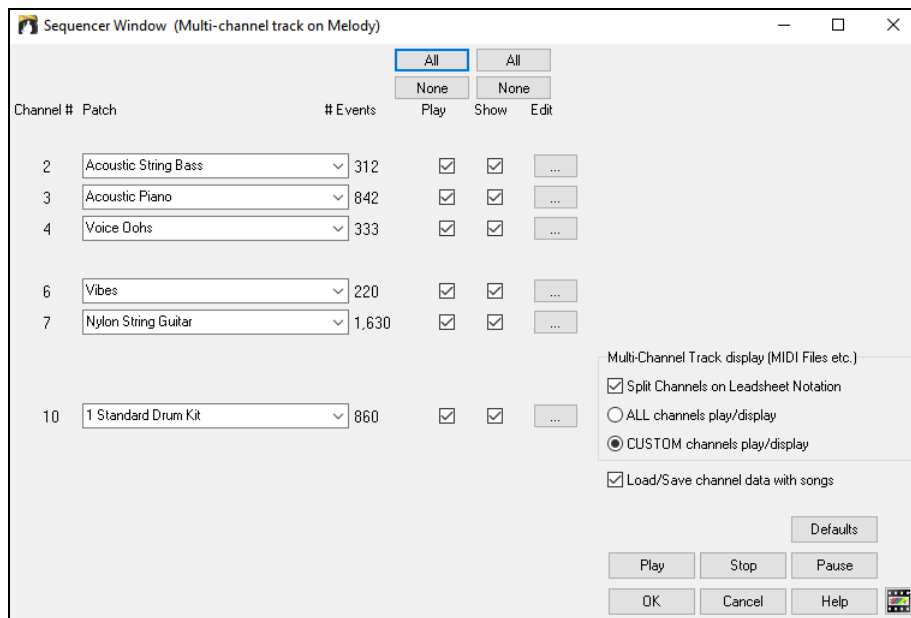 Sequencer Window (Multi-channel track on Melody)
All All
None None
Channel # Patch # Events Play Show Edit
2 Acoustic String Bass 312 ...
3 Acoustic Piano 842 ...
4 Voice Oohs 333 ...
6 Vibes 220 ...
7 Nylon String Guitar 1,630 ...
Multi-Channel Track display (MIDI Files etc.)
Split Channels on Leadsheet Notation
10 1 Standard Drum Kit 860 ... ALL channels play/display
CUSTOM channels play/display
Load/Save channel data with songs
Defaults
Play Stop Pause
OK Cancel Help